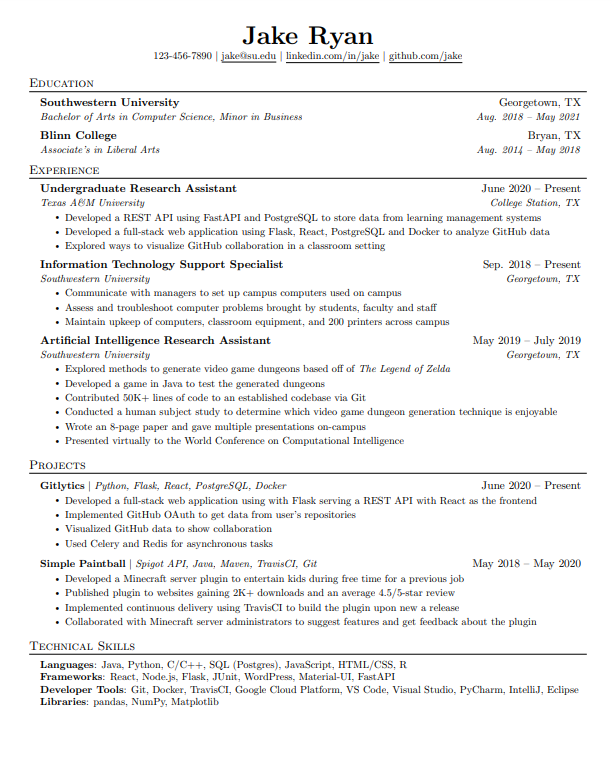 Jake Ryan
123-456-7890 | jake@su.edu | linkedin.com/in/jake | github.com/jake
Education
Southwestern University Georgetown, TX
Bachelor of Arts in Computer Science, Minor in Business Aug. 2018 – May 2021
Blinn College Bryan, TX
Associate's in Liberal Arts Aug. 2014 – May 2018
Experience
Undergraduate Research Assistant June 2020 – Present
Texas A&M University College Station, TX
• Developed a REST API using FastAPI and PostgreSQL to store data from learning management systems
• Developed a full-stack web application using Flask, React, PostgreSQL and Docker to analyze GitHub data
• Explored ways to visualize GitHub collaboration in a classroom setting
Information Technology Support Specialist Sep. 2018 – Present
Southwestern University Georgetown, TX
• Communicate with managers to set up campus computers used on campus
• Assess and troubleshoot computer problems brought by students, faculty and staff
• Maintain upkeep of computers, classroom equipment, and 200 printers across campus
Artificial Intelligence Research Assistant May 2019 – July 2019
Southwestern University Georgetown, TX
• Explored methods to generate video game dungeons based off of The Legend of Zelda
• Developed a game in Java to test the generated dungeons
• Contributed 50K+ lines of code to an established codebase via Git
• Conducted a human subject study to determine which video game dungeon generation technique is enjoyable
• Wrote an 8-page paper and gave multiple presentations on-campus
• Presented virtually to the World Conference on Computational Intelligence
Projects
Gitlytics | Python, Flask, React, PostgreSQL, Docker June 2020 – Present
• Developed a full-stack web application using with Flask serving a REST API with React as the frontend
• Implemented GitHub OAuth to get data from user's repositories
• Visualized GitHub data to show collaboration
• Used Celery and Redis for asynchronous tasks
Simple Paintball | Spigot API, Java, Maven, TravisCI, Git May 2018 – May 2020
• Developed a Minecraft server plugin to entertain kids during free time for a previous job
• Published plugin to websites gaining 2K+ downloads and an average 4.5/5-star review
• Implemented continuous delivery using TravisCI to build the plugin upon new a release
• Collaborated with Minecraft server administrators to suggest features and get feedback about the plugin
Technical Skills
Languages: Java, Python, C/C++, SQL (Postgres), JavaScript, HTML/CSS, R
Frameworks: React, Node.js, Flask, JUnit, WordPress, Material-UI, FastAPI
Developer Tools: Git, Docker, TravisCI, Google Cloud Platform, VS Code, Visual Studio, PyCharm, IntelliJ, Eclipse
Libraries: pandas, NumPy, Matplotlib